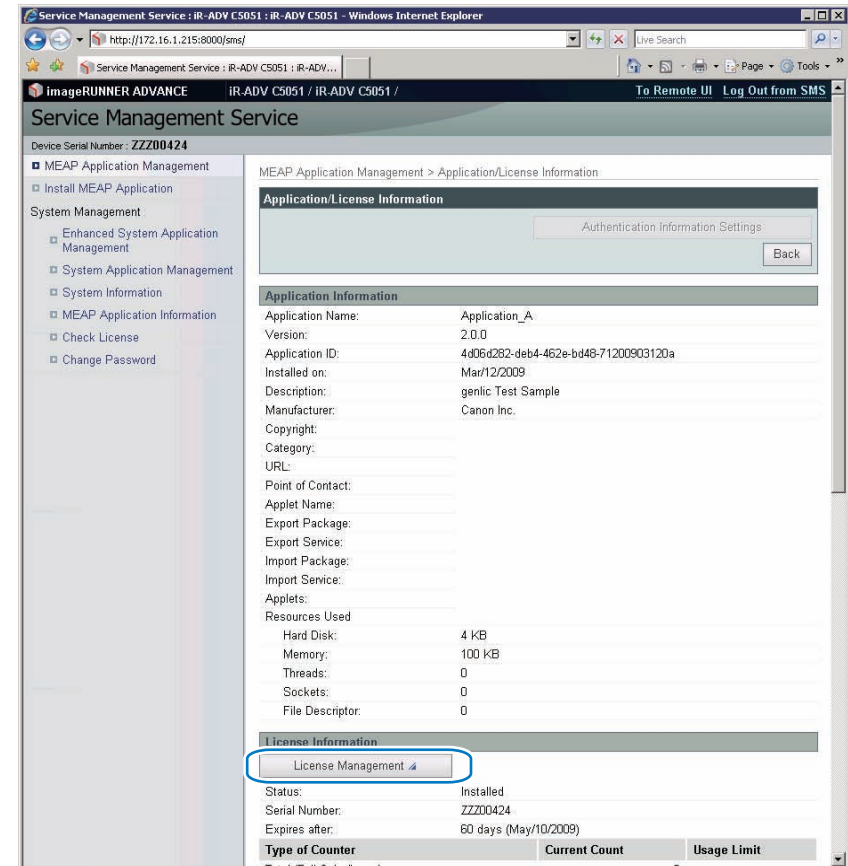 Service Management Service : iR-ADV C5051 : iR-ADV C5051 - Windows Internet Explorer
http://172.16.1.215:8000/sms/
Live Search
Service Management Service : iR-ADV C5051 : iR-ADV...
Page
Tools
imageRUNNER ADVANCE iR-ADV C5051 / iR-ADV C5051 /
To Remote UI Log Out from SMS
Service Management Service
Device Serial Number : ZZZ00424
MEAP Application Management
Install MEAP Application
System Management
Enhanced System Application
Management
System Application Management
System Information
MEAP Application Information
Check License
Change Password
MEAP Application Management > Application/License Information
Application/License Information
Authentication Information Settings
Back
Application Information
Application Name: Application_A
Version: 2.0.0
Application ID: 4d06d282-deb4-462e-bd48-71200903120a
Installed on: Mar/12/2009
Description: genlic Test Sample
Manufacturer: Canon Inc.
Copyright:
Category:
URL:
Point of Contact:
Applet Name:
Export Package:
Export Service:
Import Package:
Import Service:
Applets:
Resources Used
Hard Disk: 4 KB
Memory: 100 KB
Threads: 0
Sockets: 0
File Descriptor: 0
License Information
License Management
Status: Installed
Serial Number: ZZZ00424
Expires after: 60 days (May/10/2009)
Type of Counter Current Count Usage Limit